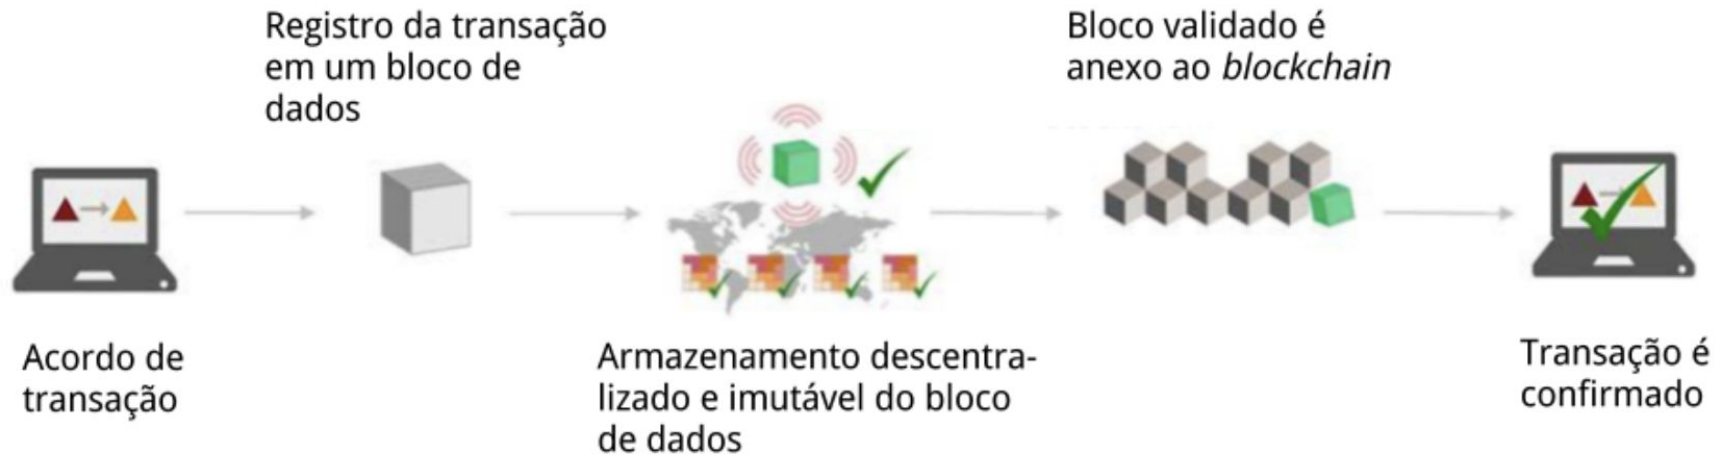 Registro da transação
em um bloco de
dados
Bloco validado é
anexo ao blockchain
Acordo de
transação
Armazenamento descentra-
lizado e imutável do bloco
de dados
Transação é
confirmado